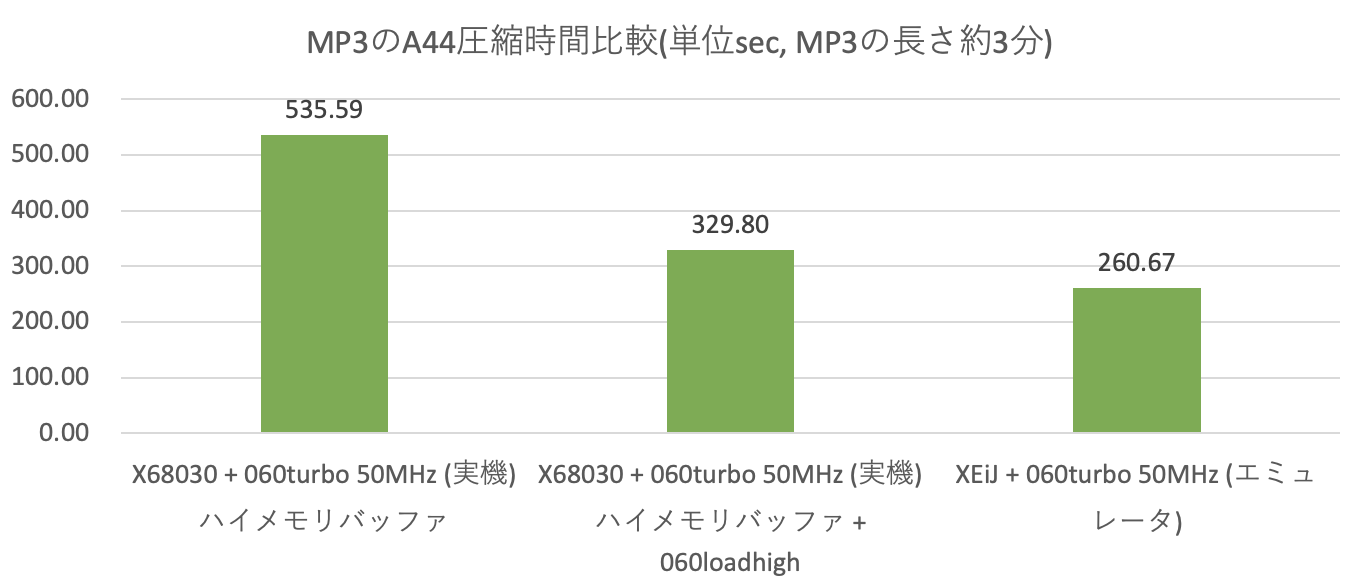 MP3のA44圧縮時間比較(単位sec, MP3の長さ約3分)
600.00
500.00
400.00
300.00
200.00
100.00
0.00
535.59
329.80
260.67
X68030 + 060turbo 50MHz (実機)
ハイメモリバッファ
X68030 + 060turbo 50MHz (実機)
ハイメモリバッファ +
060loadhigh
XEiJ + 060turbo 50MHz (エミュ
レータ)